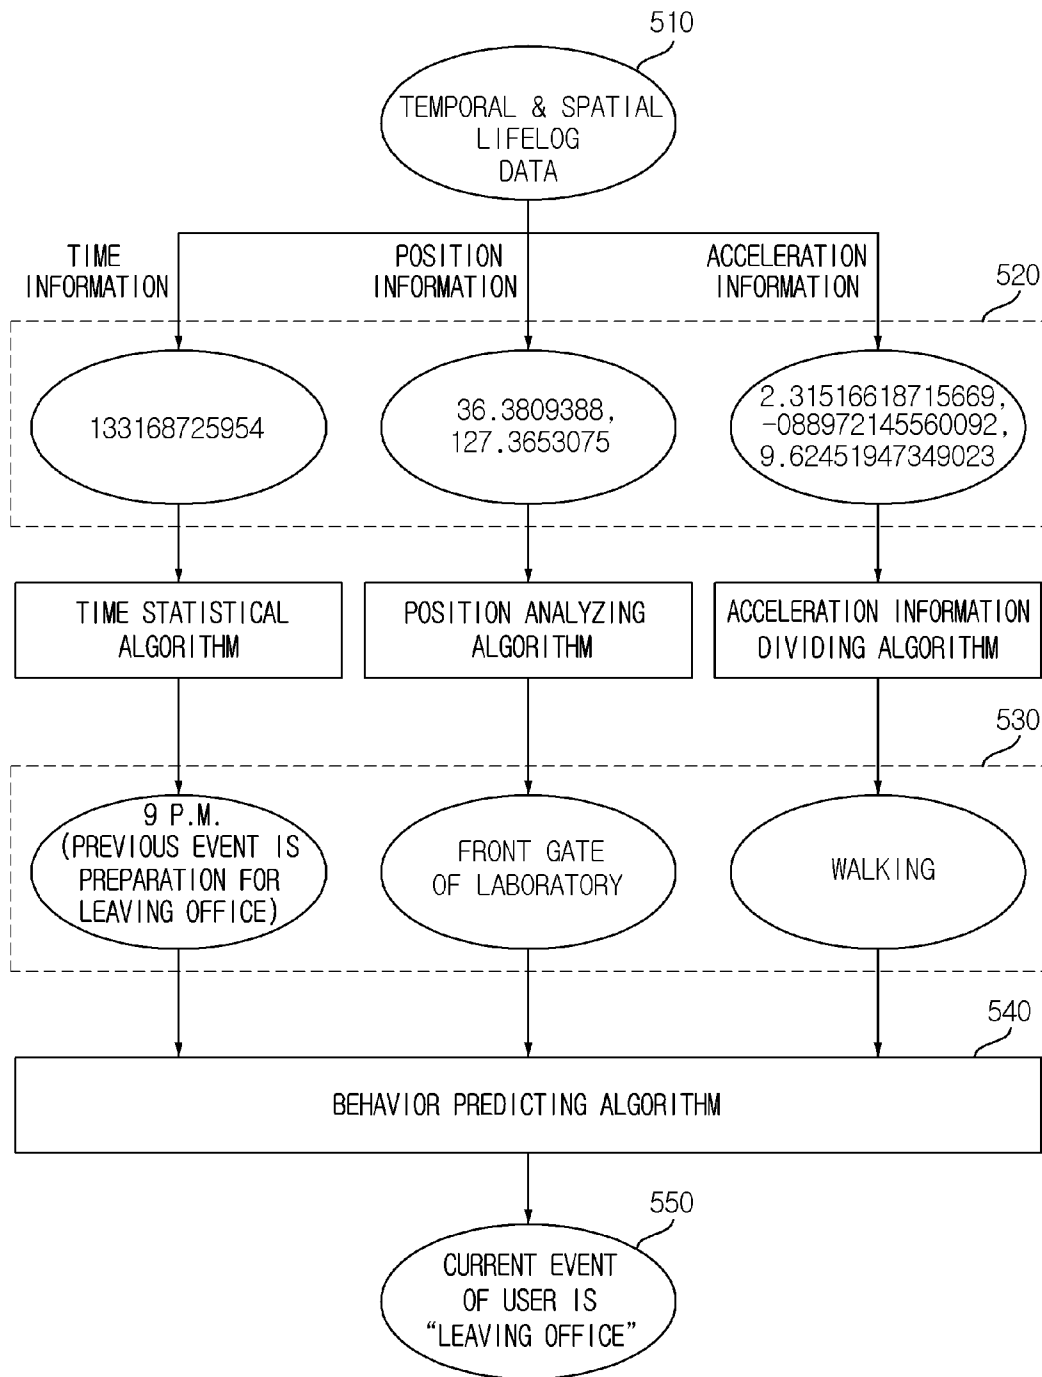 510
TEMPORAL & SPATIAL
LIFELOG
DATA
TIME
INFORMATION
POSITION
INFORMATION
ACCELERATION
INFORMATION
520
133168725954
36.3809388,
127.3653075
2.31516618715669,
-088972145560092,
9.62451947349023
TIME STATISTICAL
ALGORITHM
POSITION ANALYZING
ALGORITHM
ACCELERATION INFORMATION
DIVIDING ALGORITHM
530
9 P.M.
(PREVIOUS EVENT IS
PREPARATION FOR
LEAVING OFFICE)
FRONT GATE
OF LABORATORY
WALKING
540
BEHAVIOR PREDICTING ALGORITHM
550
CURRENT EVENT
OF USER IS
“LEAVING OFFICE”